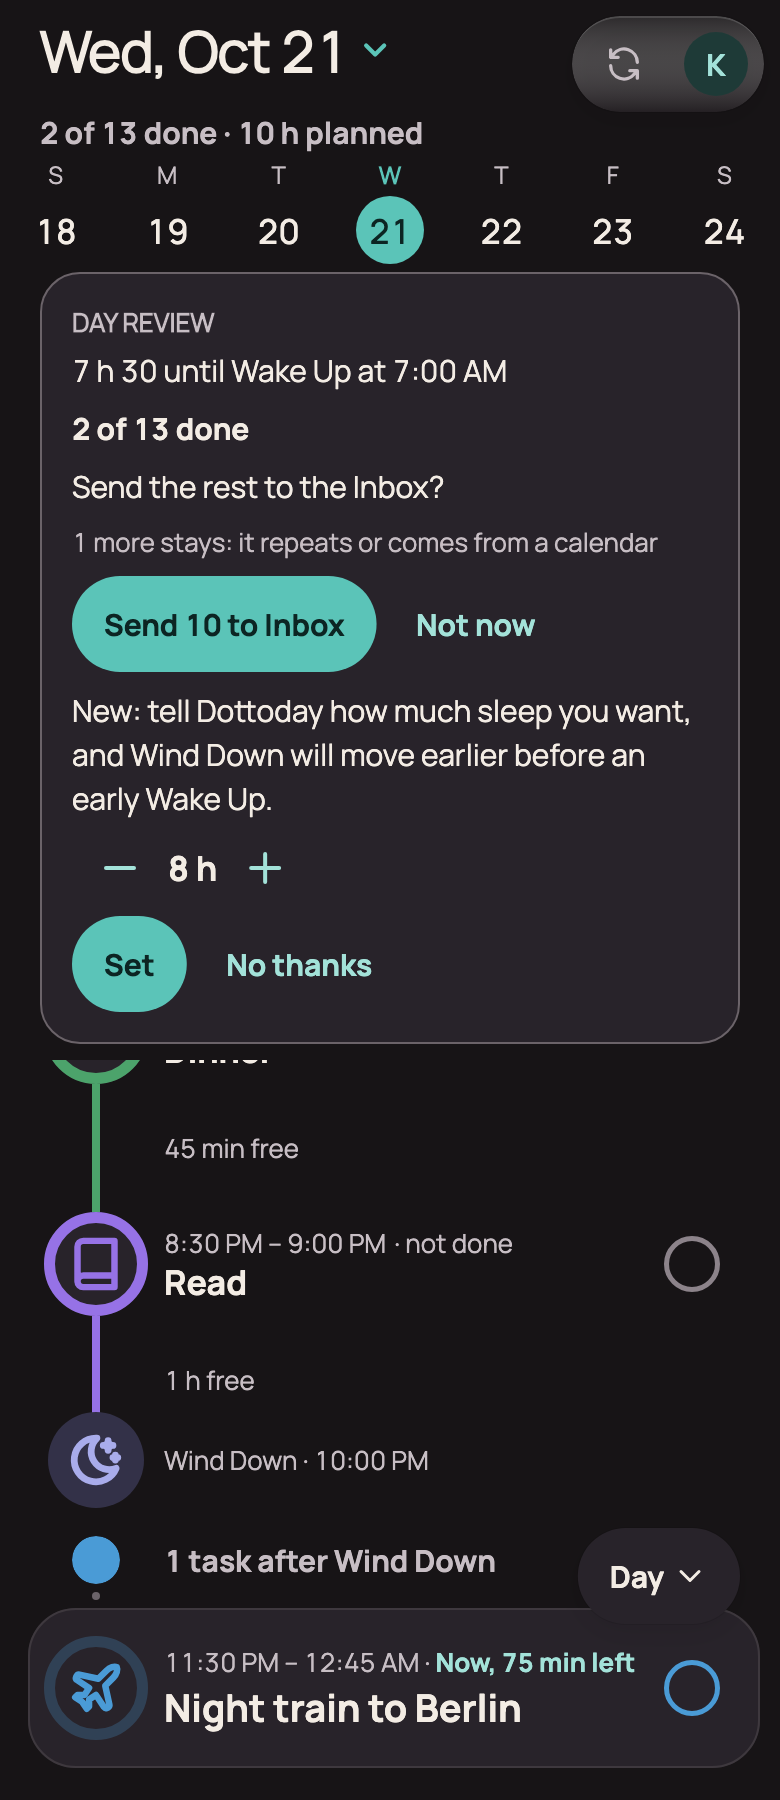 Wed, Oct 21
K
2 of 13 done · 10 h planned
S M T W T F S
18 19 20 21 22 23 24
DAY REVIEW
7 h 30 until Wake Up at 7:00 AM
2 of 13 done
Send the rest to the Inbox?
1 more stays: it repeats or comes from a calendar
Send 10 to Inbox Not now
New: tell Dottoday how much sleep you want,
and Wind Down will move earlier before an
early Wake Up.
8 h
Set No thanks
45 min free
8:30 PM – 9:00 PM · not done
Read
1 h free
Wind Down · 10:00 PM
1 task after Wind Down
Day
11:30 PM – 12:45 AM · Now, 75 min left
Night train to Berlin